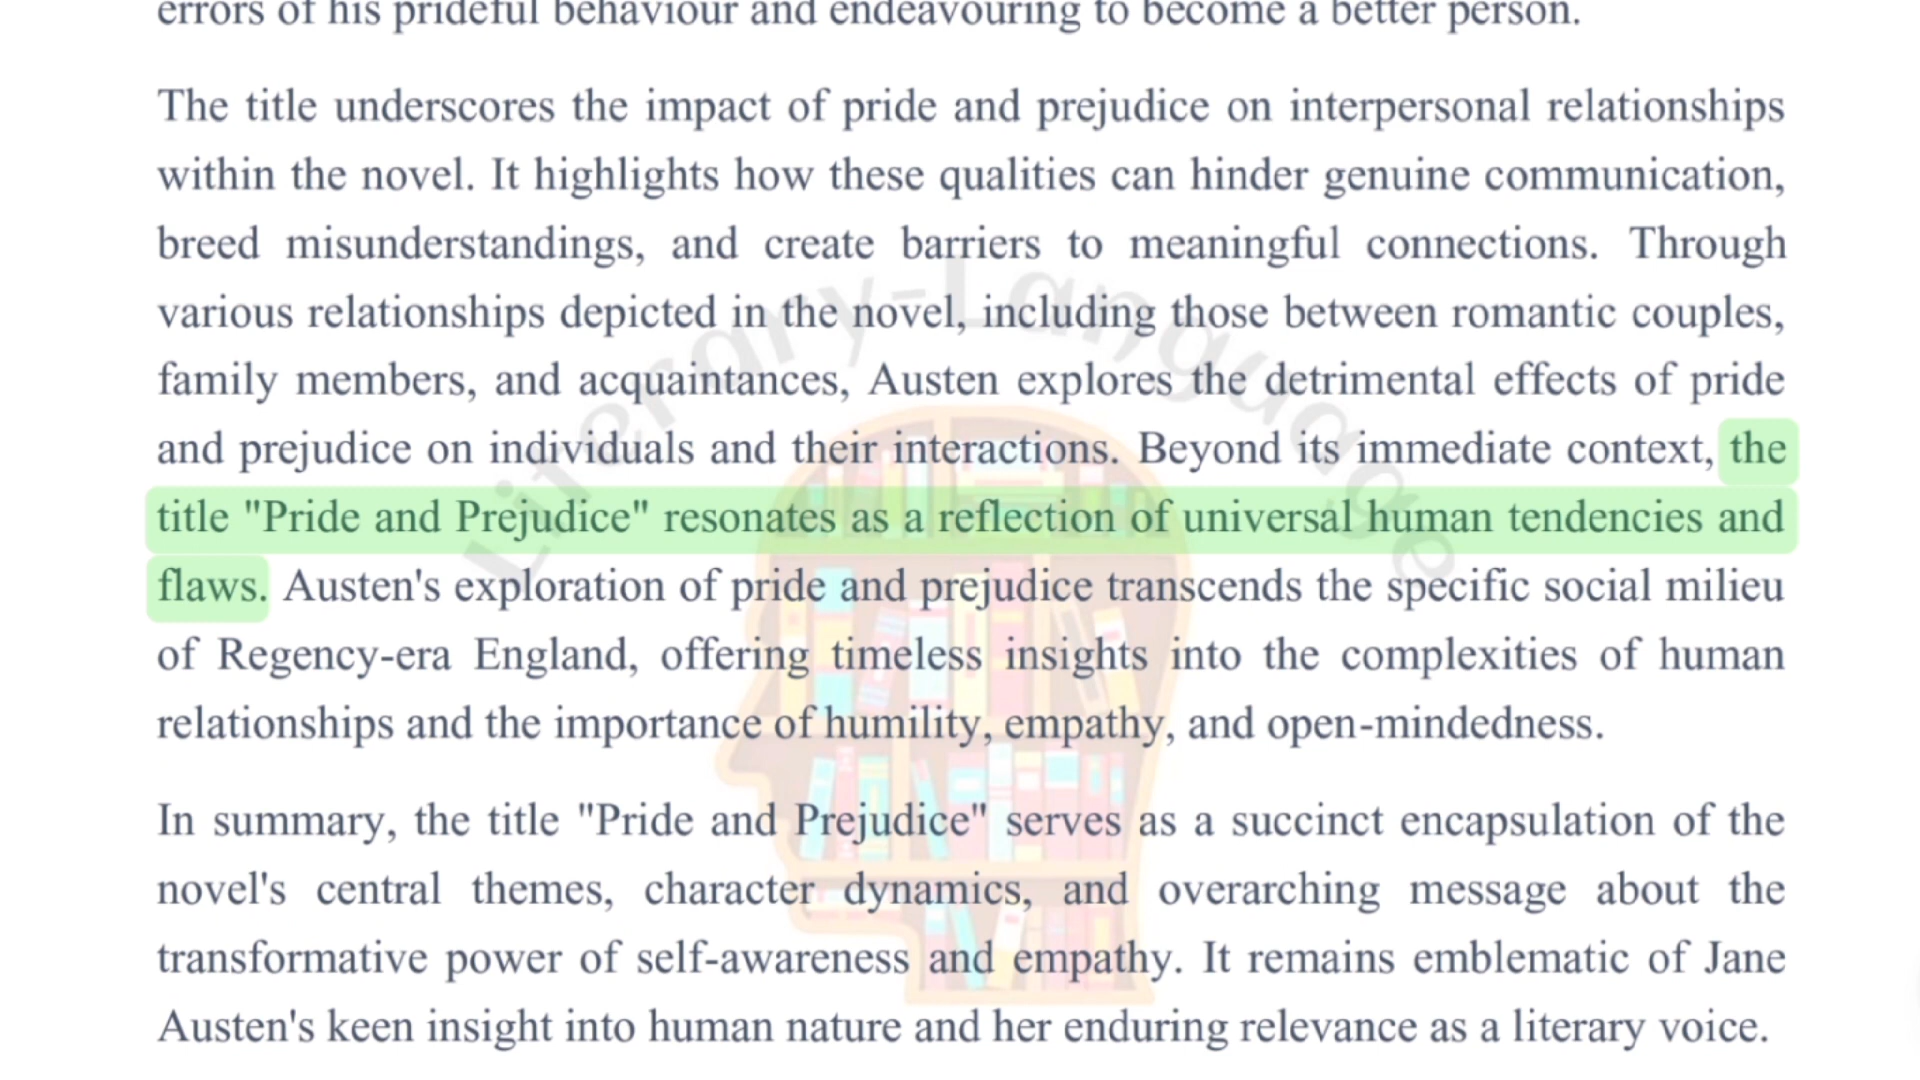 errors of his prideful behaviour and endeavouring to become a better person.
The title underscores the impact of pride and prejudice on interpersonal relationships
within the novel. It highlights how these qualities can hinder genuine communication,
breed misunderstandings, and create barriers to meaningful connections. Through
various relationships depicted in the novel, including those between romantic couples,
family members, and acquaintances, Austen explores the detrimental effects of pride
and prejudice on individuals and their interactions. Beyond its immediate context, the
title "Pride and Prejudice" resonates as a reflection of universal human tendencies and
flaws. Austen's exploration of pride and prejudice transcends the specific social milieu
of Regency-era England, offering timeless insights into the complexities of human
relationships and the importance of humility, empathy, and open-mindedness.
In summary, the title "Pride and Prejudice" serves as a succinct encapsulation of the
novel's central themes, character dynamics, and overarching message about the
transformative power of self-awareness and empathy. It remains emblematic of Jane
Austen's keen insight into human nature and her enduring relevance as a literary voice.
Literary-Language